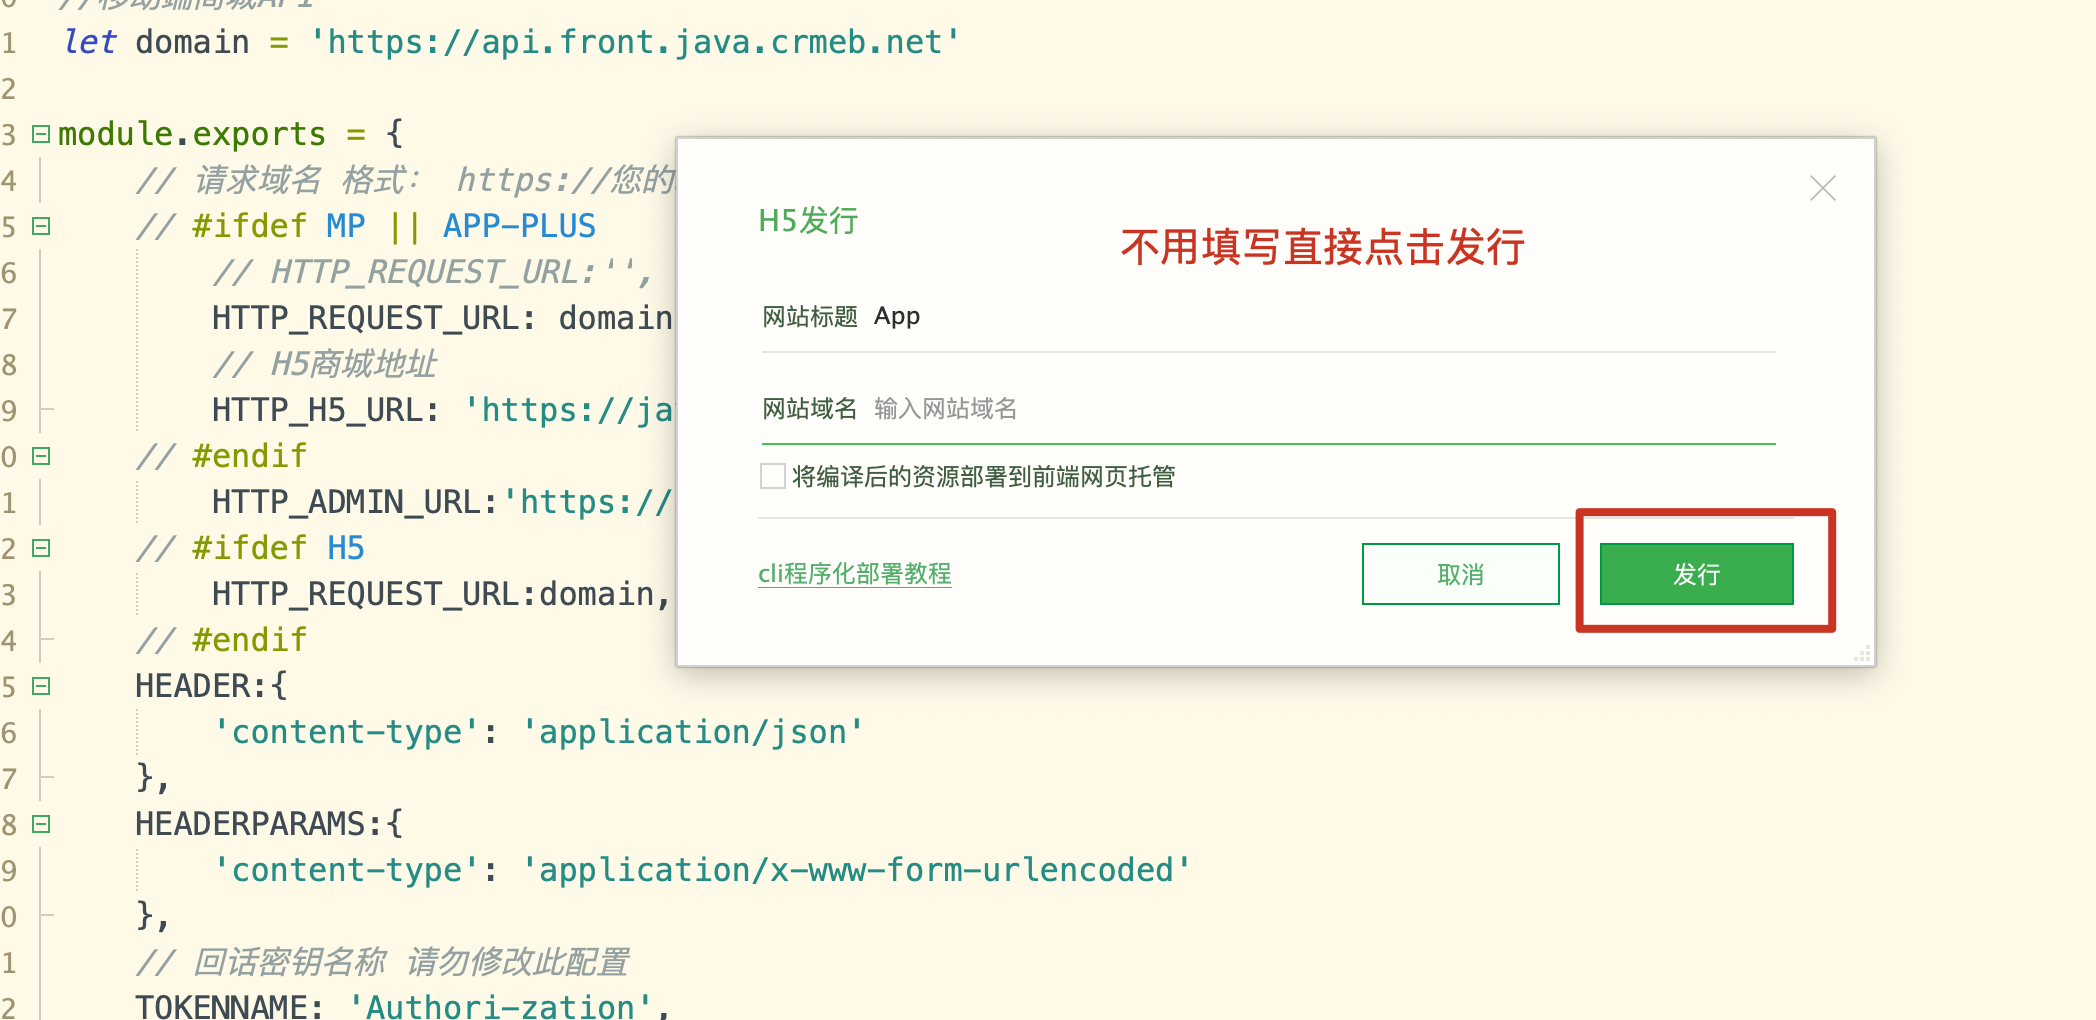 //移动端商城API
1 let domain = 'https://api.front.java.crmeb.net'
2
3 module.exports = {
4 // 请求域名 格式： https://您的
5 // #ifdef MP || APP-PLUS
6 // HTTP_REQUEST_URL:'',
7 HTTP_REQUEST_URL: domain
8 // H5商城地址
9 HTTP_H5_URL: 'https://ja
0 // #endif
1 HTTP_ADMIN_URL:'https://
2 // #ifdef H5
3 HTTP_REQUEST_URL:domain,
4 // #endif
5 HEADER:{
6 'content-type': 'application/json'
7 },
8 HEADERPARAMS:{
9 'content-type': 'application/x-www-form-urlencoded'
0 },
1 // 回话密钥名称 请勿修改此配置
2 TOKENNAME: 'Authori-zation',
H5发行
不用填写直接点击发行
网站标题 App
网站域名 输入网站域名
将编译后的资源部署到前端网页托管
cli程序化部署教程
取消
发行